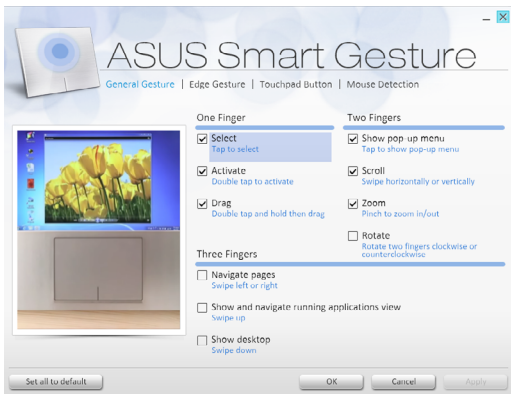 ASUS Smart Gesture
General Gesture | Edge Gesture | Touchpad Button | Mouse Detection
One Finger
Select
Tap to select
Activate
Double tap to activate
Drag
Double tap and hold then drag
Two Fingers
Show pop-up menu
Tap to show pop-up menu
Scroll
Swipe horizontally or vertically
Zoom
Pinch to zoom in/out
Rotate
Rotate two fingers clockwise or
counterclockwise
Three Fingers
Navigate pages
Swipe left or right
Show and navigate running applications view
Swipe up
Show desktop
Swipe down
Set all to default
OK
Cancel
Apply